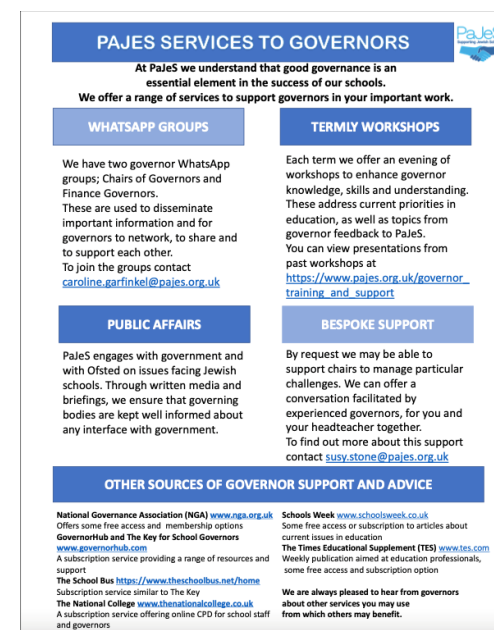 PAJES SERVICES TO GOVERNORS
PaJeS
At PaJeS we understand that good governance is an
essential element in the success of our schools.
We offer a range of services to support governors in your important work.
WHATSAPP GROUPS
We have two governor WhatsApp
groups; Chairs of Governors and
Finance Governors.
These are used to disseminate
important information and for
governors to network, to share and
to support each other.
To join the groups contact
caroline.garfinkel@pajes.org.uk
TERMLY WORKSHOPS
Each term we offer an evening of
workshops to enhance governor
knowledge, skills and understanding.
These address current priorities in
education, as well as topics from
governor feedback to PaJeS.
You can view presentations from
past workshops at
https://www.pajes.org.uk/governor_
training_and_support
PUBLIC AFFAIRS
PaJeS engages with government and
with Ofsted on issues facing Jewish
schools. Through written media and
briefings, we ensure that governing
bodies are kept well informed about
any interface with government.
BESPOKE SUPPORT
By request we may be able to
support chairs to manage particular
challenges. We can offer a
conversation facilitated by
experienced governors, for you and
your headteacher together.
To find out more about this support
contact susy.stone@pajes.org.uk
OTHER SOURCES OF GOVERNOR SUPPORT AND ADVICE
National Governance Association (NGA) www.nga.org.uk
Offers some free access and membership options
GovernorHub and The Key for School Governors
www.governorhub.com
A subscription service providing a range of resources and
support
The School Bus https://www.theschoolbus.net/home
Subscription service similar to The Key
The National College www.thenationalcollege.co.uk
A subscription service offering online CPD for school staff
and governors
Schools Week www.schoolsweek.co.uk
Some free access or subscription to articles about
current issues in education
The Times Educational Supplement (TES) www.tes.com
Weekly publication aimed at education professionals,
some free access and subscription option
We are always pleased to hear from governors
about other services you may use
from which others may benefit.